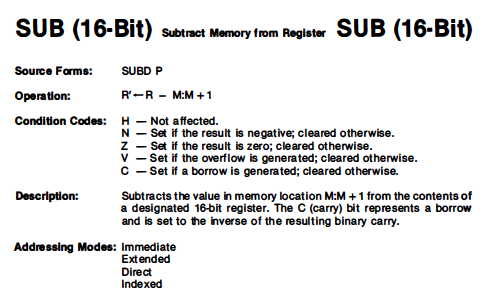 SUB (16-Bit) Subtract Memory from Register SUB (16-Bit)
Source Forms: SUBD P
Operation: R'←R − M:M + 1
Condition Codes: H — Not affected.
N — Set if the result is negative; cleared otherwise.
Z — Set if the result is zero; cleared otherwise.
V — Set if the overflow is generated; cleared otherwise.
C — Set if a borrow is generated; cleared otherwise.
Description: Subtracts the value in memory location M:M + 1 from the contents of
a designated 16-bit register. The C (carry) bit represents a borrow
and is set to the inverse of the resulting binary carry.
Addressing Modes: Immediate
Extended
Direct
Indexed